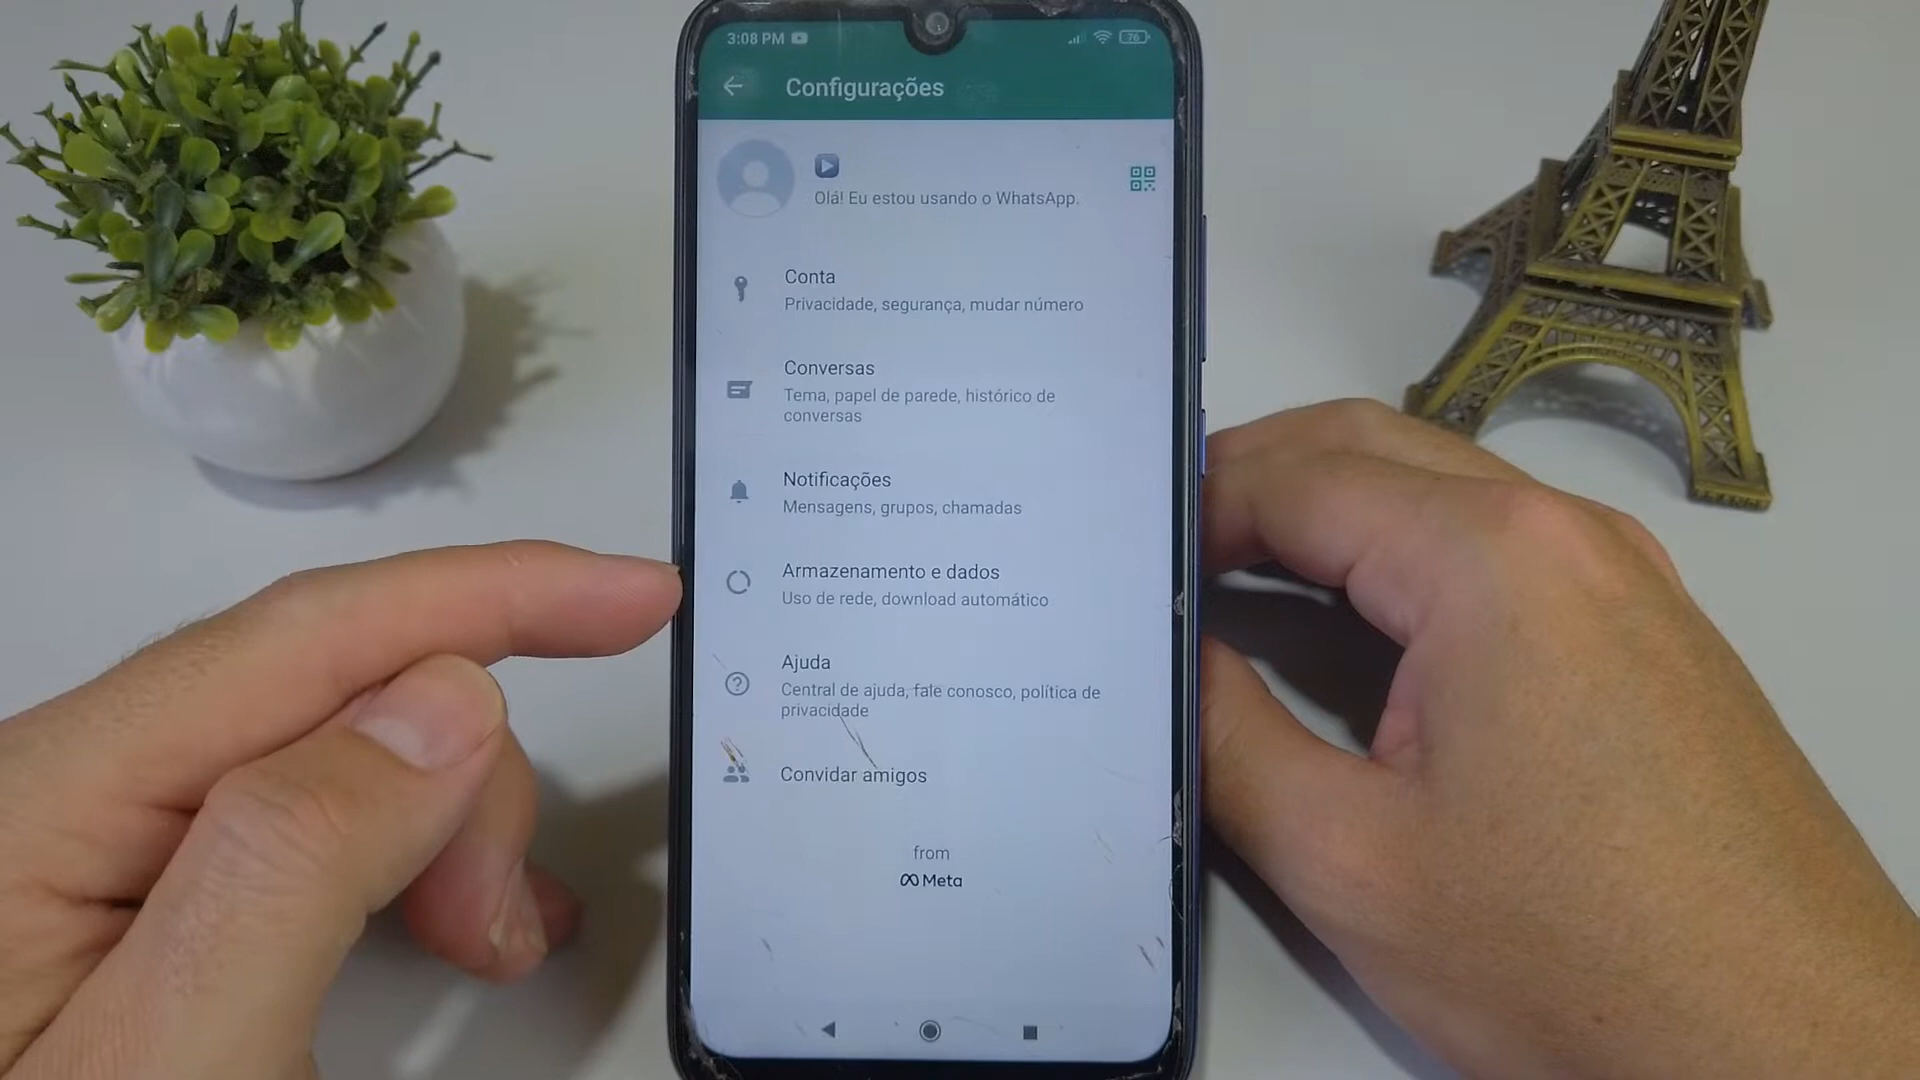 3:08 PM
76
Configurações
Olá! Eu estou usando o WhatsApp.
Conta
Privacidade, segurança, mudar número
Conversas
Tema, papel de parede, histórico de
conversas
Notificações
Mensagens, grupos, chamadas
Armazenamento e dados
Uso de rede, download automático
Ajuda
Central de ajuda, fale conosco, política de
privacidade
Convidar amigos
from
Meta